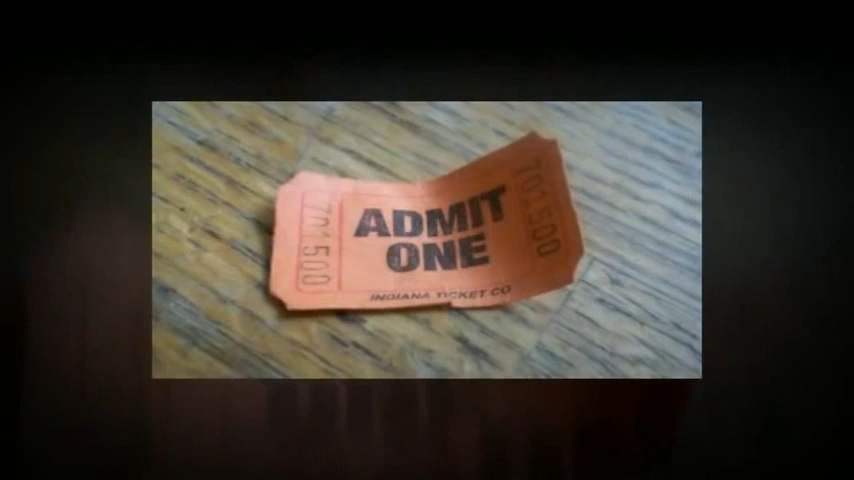 701500
ADMIT
ONE
INDIANA TICKET CO
701500